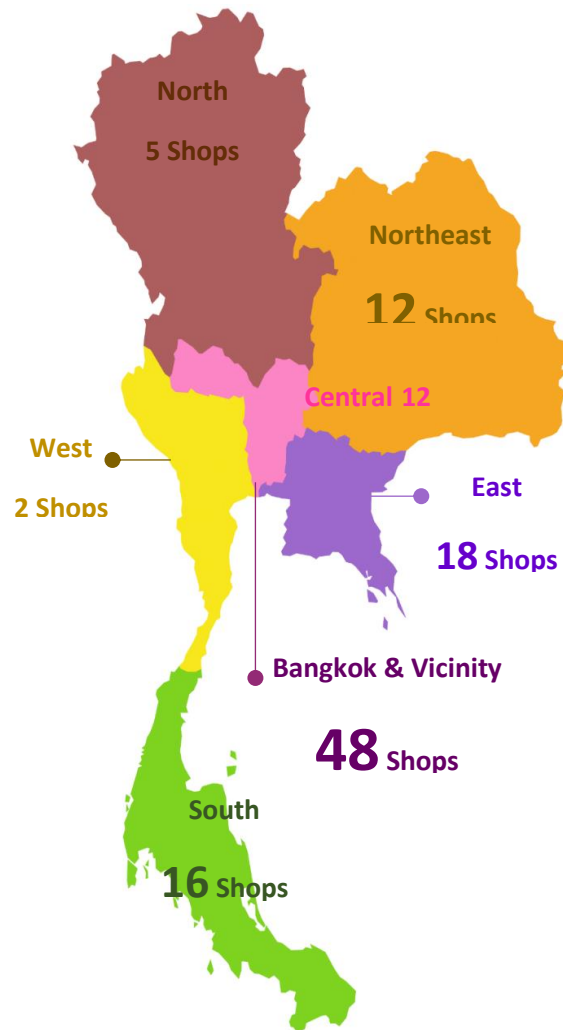 North
5 Shops
Northeast
12 Shops
Central 12
West
2 Shops
East
18 Shops
Bangkok & Vicinity
48 Shops
South
16 Shops